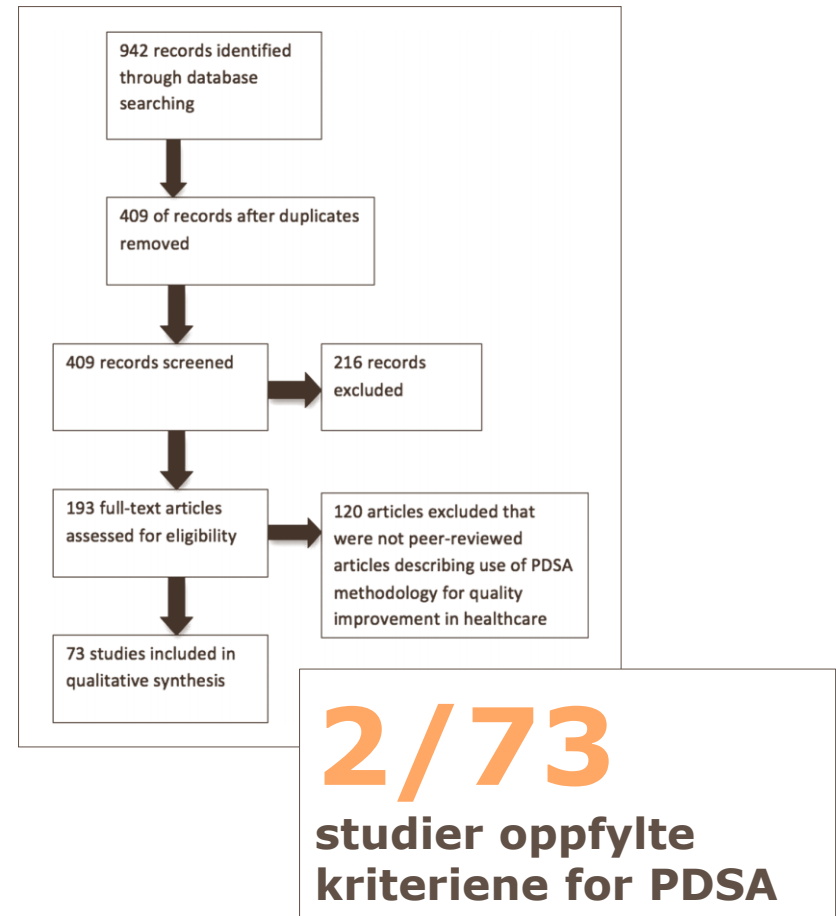 942 records identified
through database
searching
409 of records after duplicates
removed
409 records screened
216 records
excluded
193 full-text articles
assessed for eligibility
120 articles excluded that
were not peer-reviewed
articles describing use of PDSA
methodology for quality
improvement in healthcare
73 studies included in
qualitative synthesis
2/73
studier oppfylte
kriteriene for PDSA